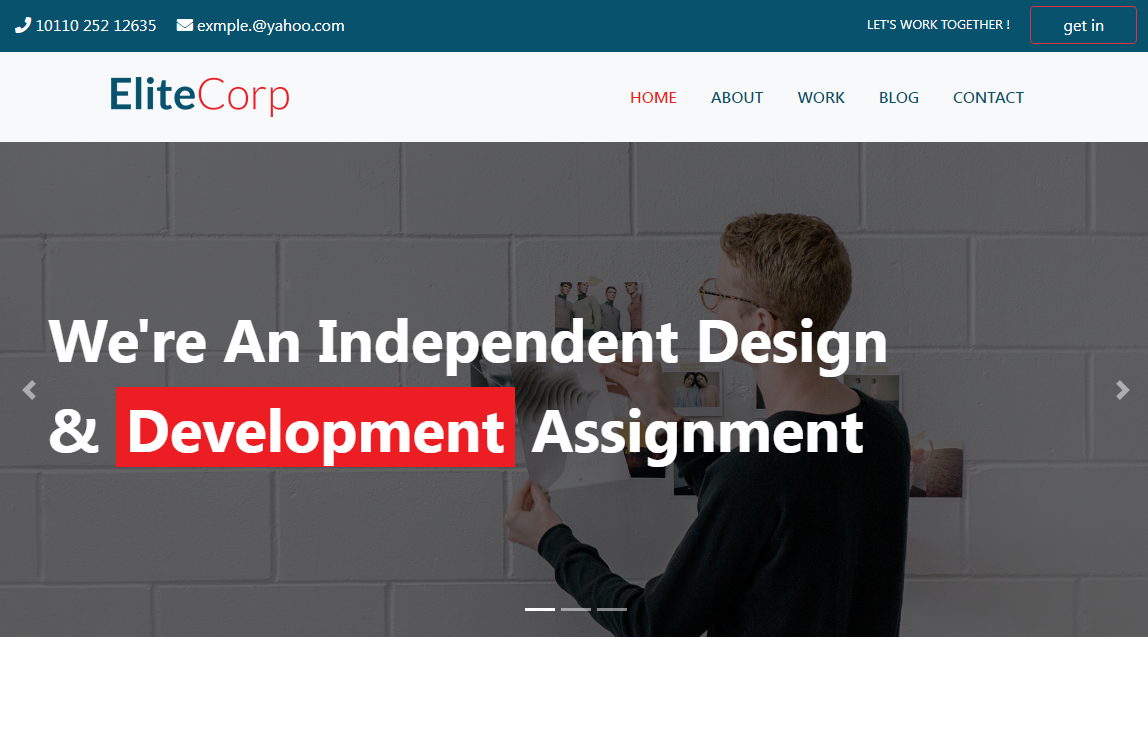 10110 252 12635 exmple.@yahoo.com LET'S WORK TOGETHER ! get in
EliteCorp HOME ABOUT WORK BLOG CONTACT
We're An Independent Design
& Development Assignment